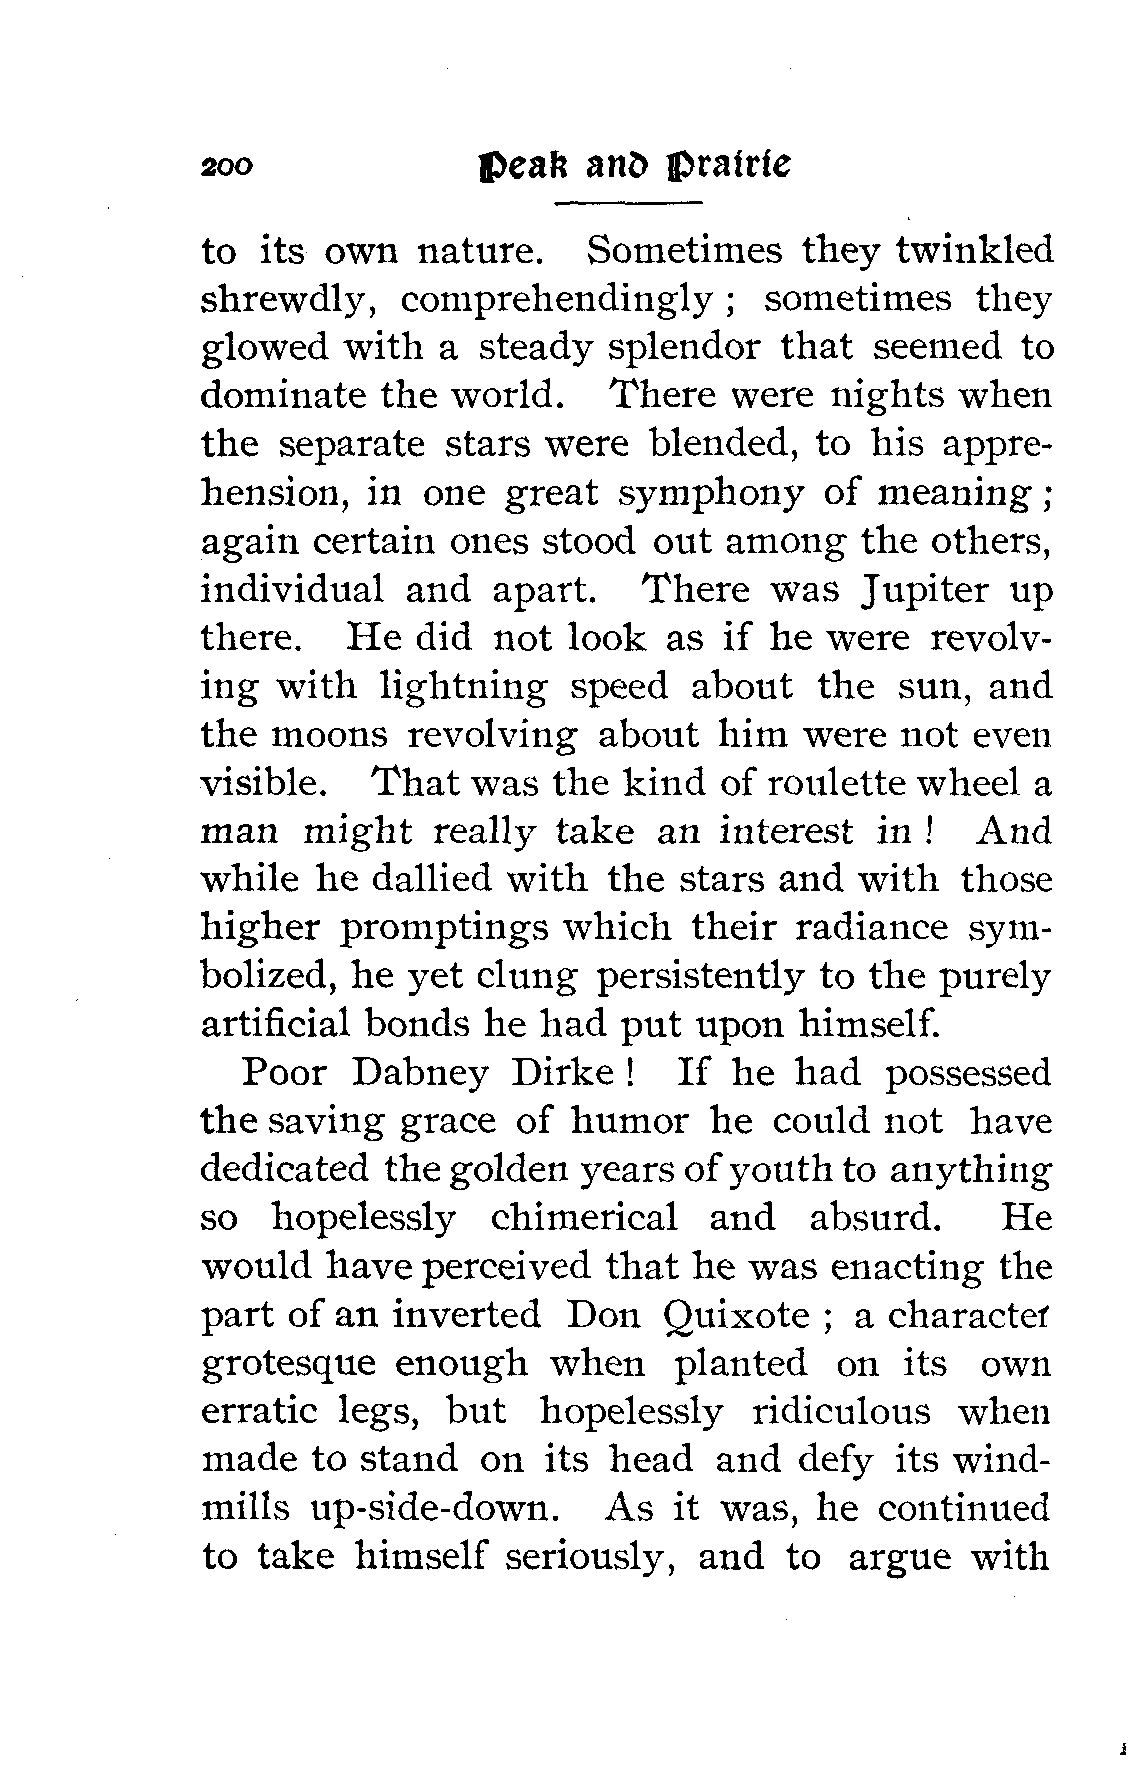 200 Peak and Prairie
to its own nature. Sometimes they twinkled
shrewdly, comprehendingly ; sometimes they
glowed with a steady splendor that seemed to
dominate the world. There were nights when
the separate stars were blended, to his appre-
hension, in one great symphony of meaning ;
again certain ones stood out among the others,
individual and apart. There was Jupiter up
there. He did not look as if he were revolv-
ing with lightning speed about the sun, and
the moons revolving about him were not even
visible. That was the kind of roulette wheel a
man might really take an interest in ! And
while he dallied with the stars and with those
higher promptings which their radiance sym-
bolized, he yet clung persistently to the purely
artificial bonds he had put upon himself.
Poor Dabney Dirke ! If he had possessed
the saving grace of humor he could not have
dedicated the golden years of youth to anything
so hopelessly chimerical and absurd. He
would have perceived that he was enacting the
part of an inverted Don Quixote ; a character
grotesque enough when planted on its own
erratic legs, but hopelessly ridiculous when
made to stand on its head and defy its wind-
mills up-side-down. As it was, he continued
to take himself seriously, and to argue with